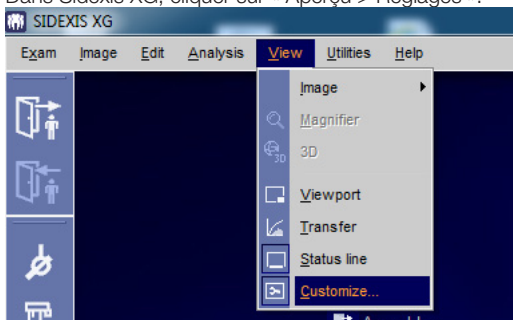 Dans Sidexis XG, cliquer sur « Aperçu > Réglages ».
SIDEXIS XG
Exam Image Edit Analysis View Utilities Help
Image
Magnifier
3D
3D
Viewport
Transfer
Status line
Customize...